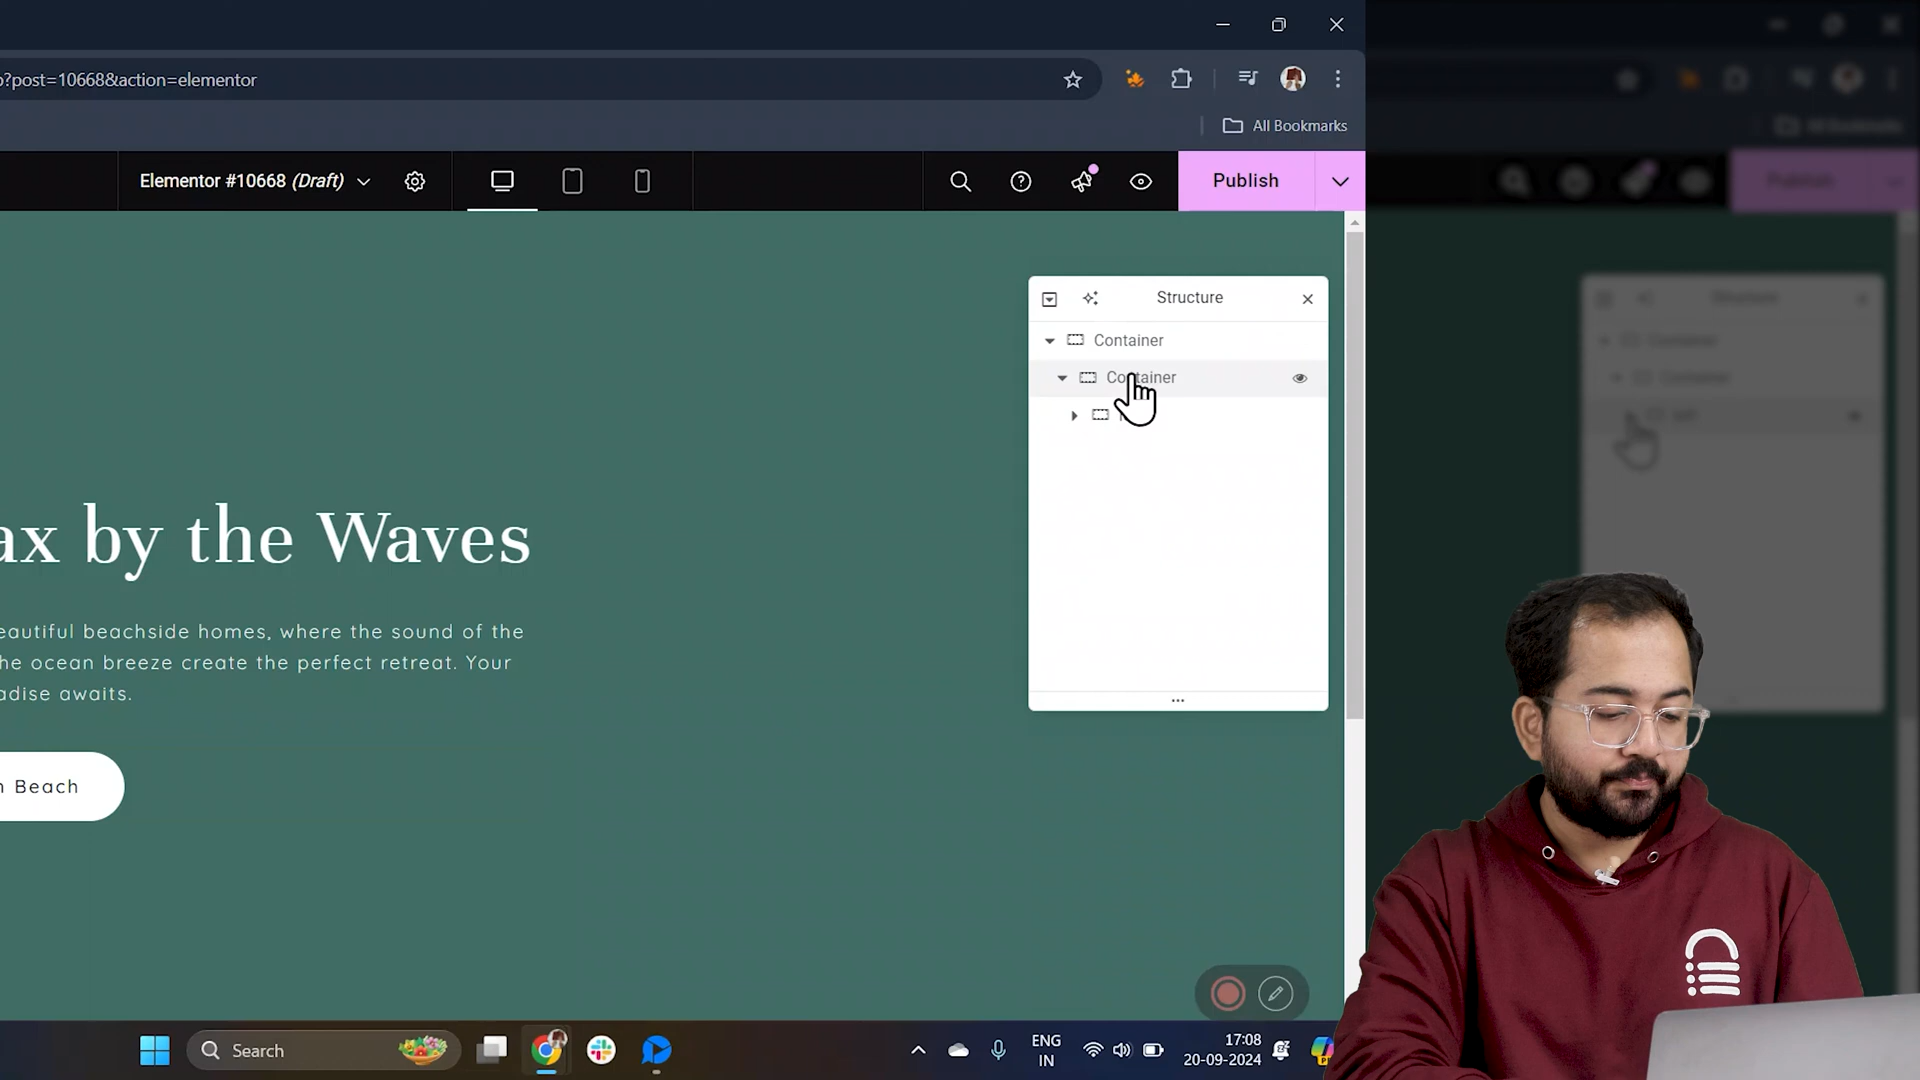 ?post=10668&action=elementor
All Bookmarks
Elementor #10668 (Draft)
Publish
Structure
Container
Container
ax by the Waves
eautiful beachside homes, where the sound of the
he ocean breeze create the perfect retreat. Your
adise awaits.
n Beach
Search
ENG
IN
17:08
20-09-2024